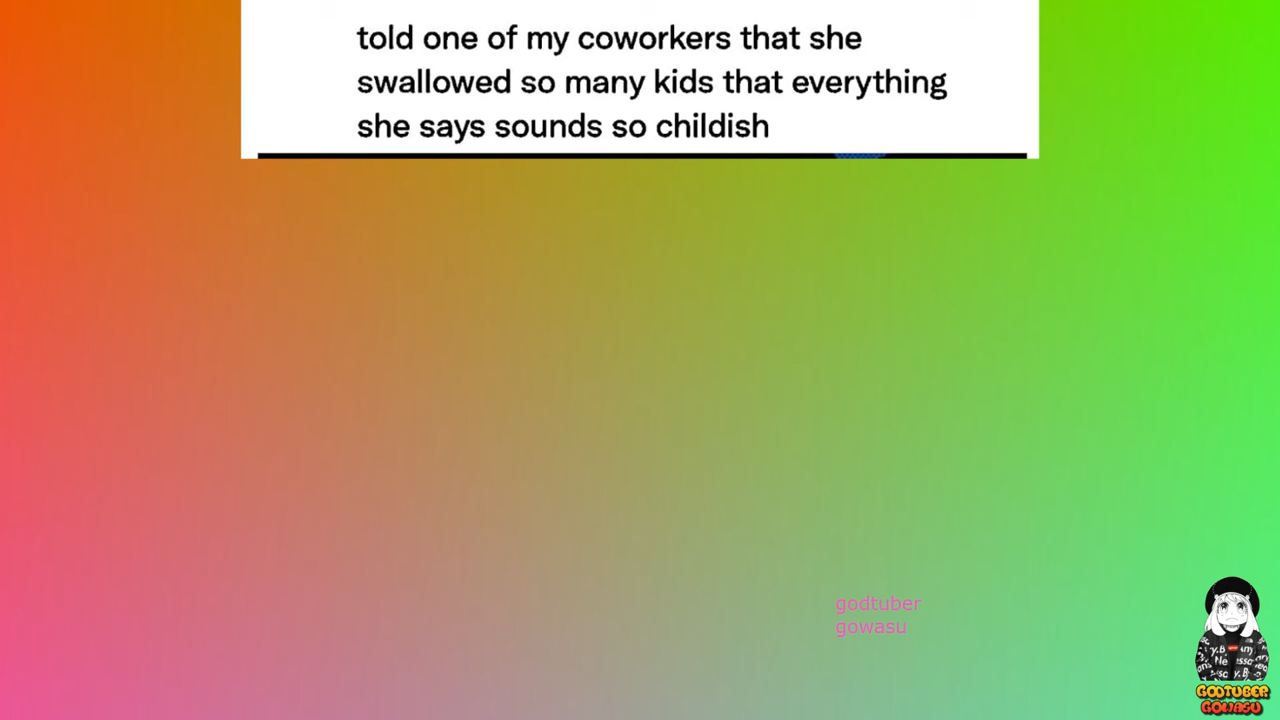 told one of my coworkers that she
swallowed so many kids that everything
she says sounds so childish
godtuber
gowasu
GODTUBER
GOWASU